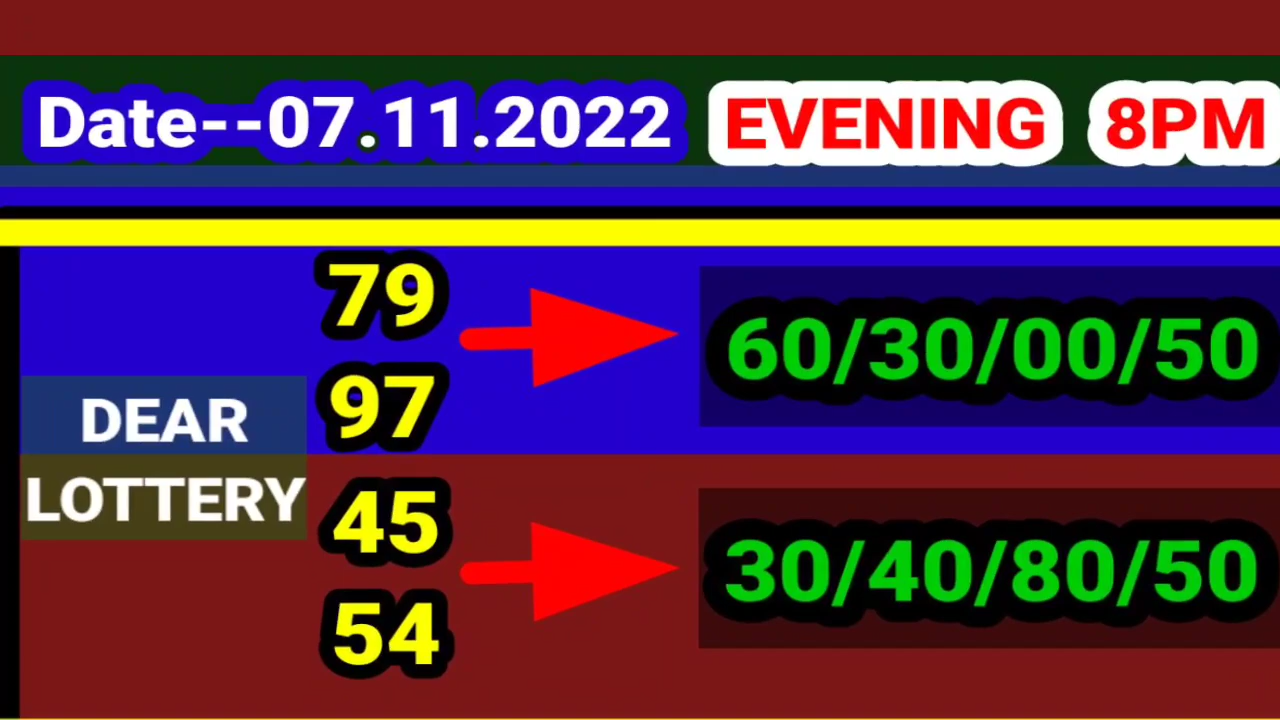 Date--07.11.2022 EVENING 8PM
79
60/30/00/50
97
DEAR
LOTTERY
45
30/40/80/50
54